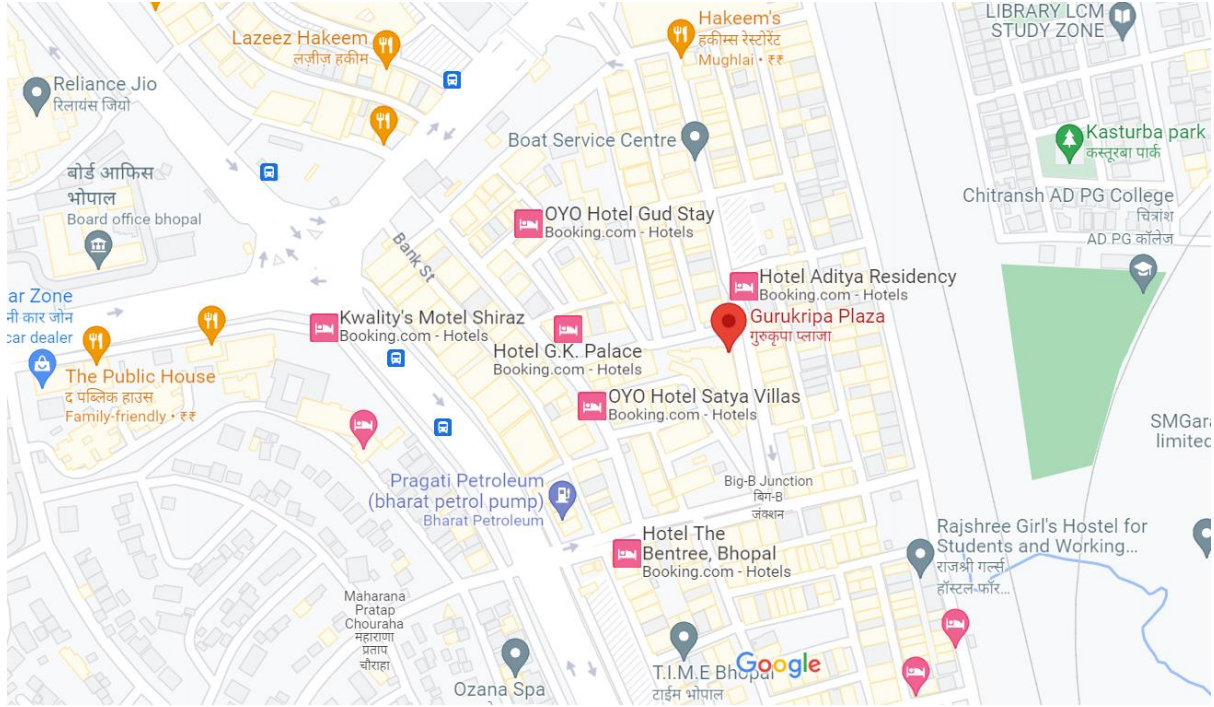 Lazeez Hakeem
लज़ीज़ हकीम
Hakeem's
हकीम्स रेस्टोरेंट
Mughlai • ₹₹
LIBRARY LCM
STUDY ZONE
Reliance Jio
रिलायंस जियो
Boat Service Centre
Kasturba park
कस्तूरबा पार्क
बोर्ड आफिस
भोपाल
Board office bhopal
Chitransh AD PG College
चित्रांश
AD PG कॉलेज
OYO Hotel Gud Stay
Booking.com - Hotels
Bank St
Hotel Aditya Residency
Booking.com - Hotels
ar Zone
नी कार जोन
car dealer
Kwality's Motel Shiraz
Booking.com - Hotels
Gurukripa Plaza
गुरुकृपा प्लाजा
Hotel G.K. Palace
Booking.com - Hotels
The Public House
द पब्लिक हाउस
Family-friendly • ₹₹
OYO Hotel Satya Villas
Booking.com - Hotels
SMGar
limited
Pragati Petroleum
(bharat petrol pump)
Bharat Petroleum
Big-B Junction
बिग-B
जंक्शन
Hotel The
Bentree, Bhopal
Booking.com - Hotels
Rajshree Girl's Hostel for
Students and Working...
राजश्री गर्ल्स
हॉस्टल फॉर...
Maharana
Pratap
Chouraha
महाराणा
प्रताप
चौराहा
Ozana Spa
T.I.M.E Bhopal
टाईम भोपाल
Google